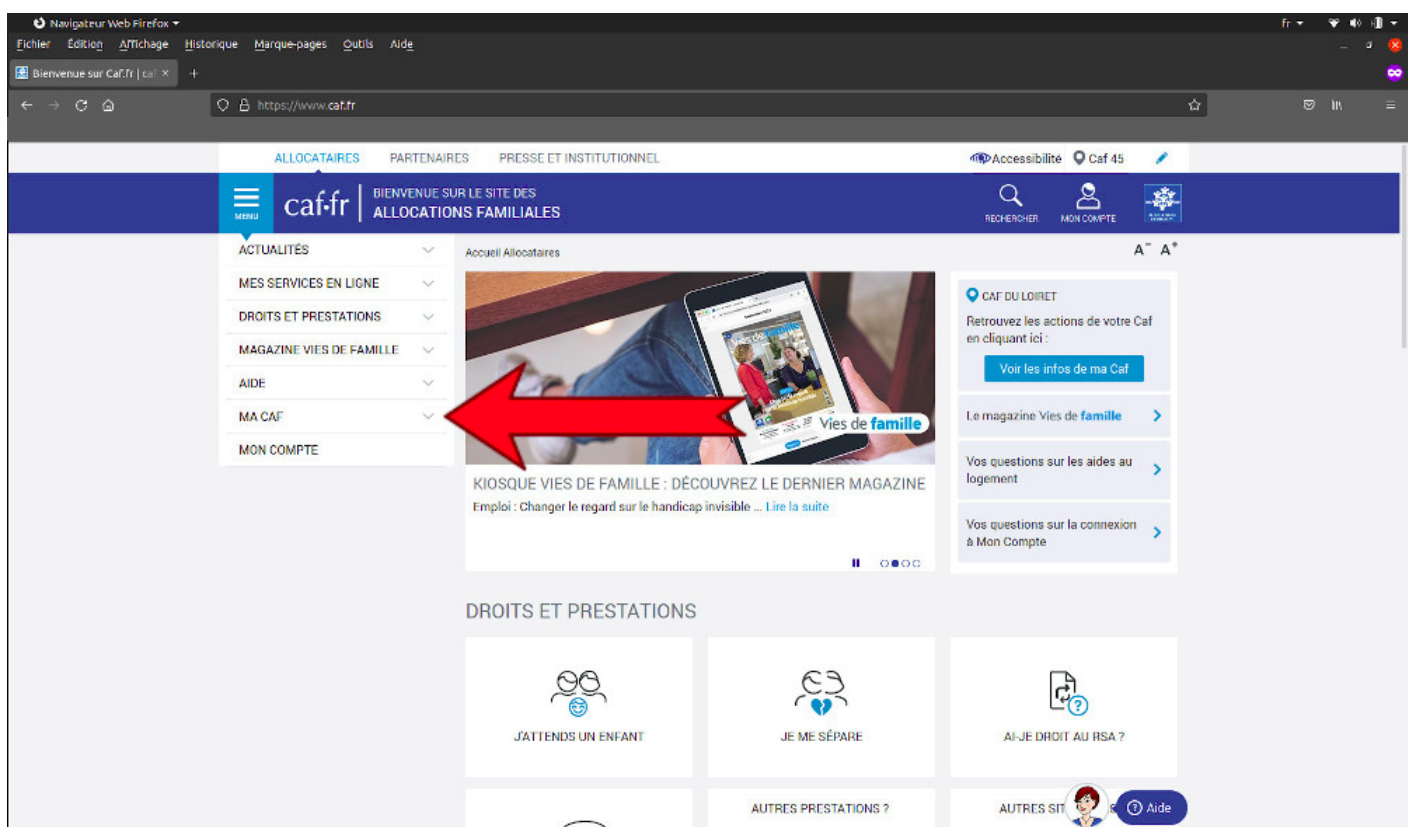 Navigateur Web Firefox
fr
Fichier Édition Affichage Historique Marque-pages Outils Aide
Bienvenue sur Caf.fr | caf
https://www.caf.fr
ALLOCATAIRES PARTENAIRES PRESSE ET INSTITUTIONNEL
Accessibilité Caf 45
MENU
caf.fr
BIENVENUE SUR LE SITE DES
ALLOCATIONS FAMILIALES
RECHERCHER MON COMPTE
ACTUALITÉS
MES SERVICES EN LIGNE
DROITS ET PRESTATIONS
MAGAZINE VIES DE FAMILLE
AIDE
MA CAF
MON COMPTE
Accueil Allocataires
A⁻ A⁺
Vies de famille
Vies de famille
KIOSQUE VIES DE FAMILLE : DÉCOUVREZ LE DERNIER MAGAZINE
Emploi : Changer le regard sur le handicap invisible ... Lire la suite
CAF DU LOIRET
Retrouvez les actions de votre Caf
en cliquant ici :
Voir les infos de ma Caf
Le magazine Vies de famille
Vos questions sur les aides au
logement
Vos questions sur la connexion
à Mon Compte
DROITS ET PRESTATIONS
J'ATTENDS UN ENFANT
JE ME SÉPARE
AI-JE DROIT AU RSA ?
AUTRES PRESTATIONS ?
AUTRES
Aide